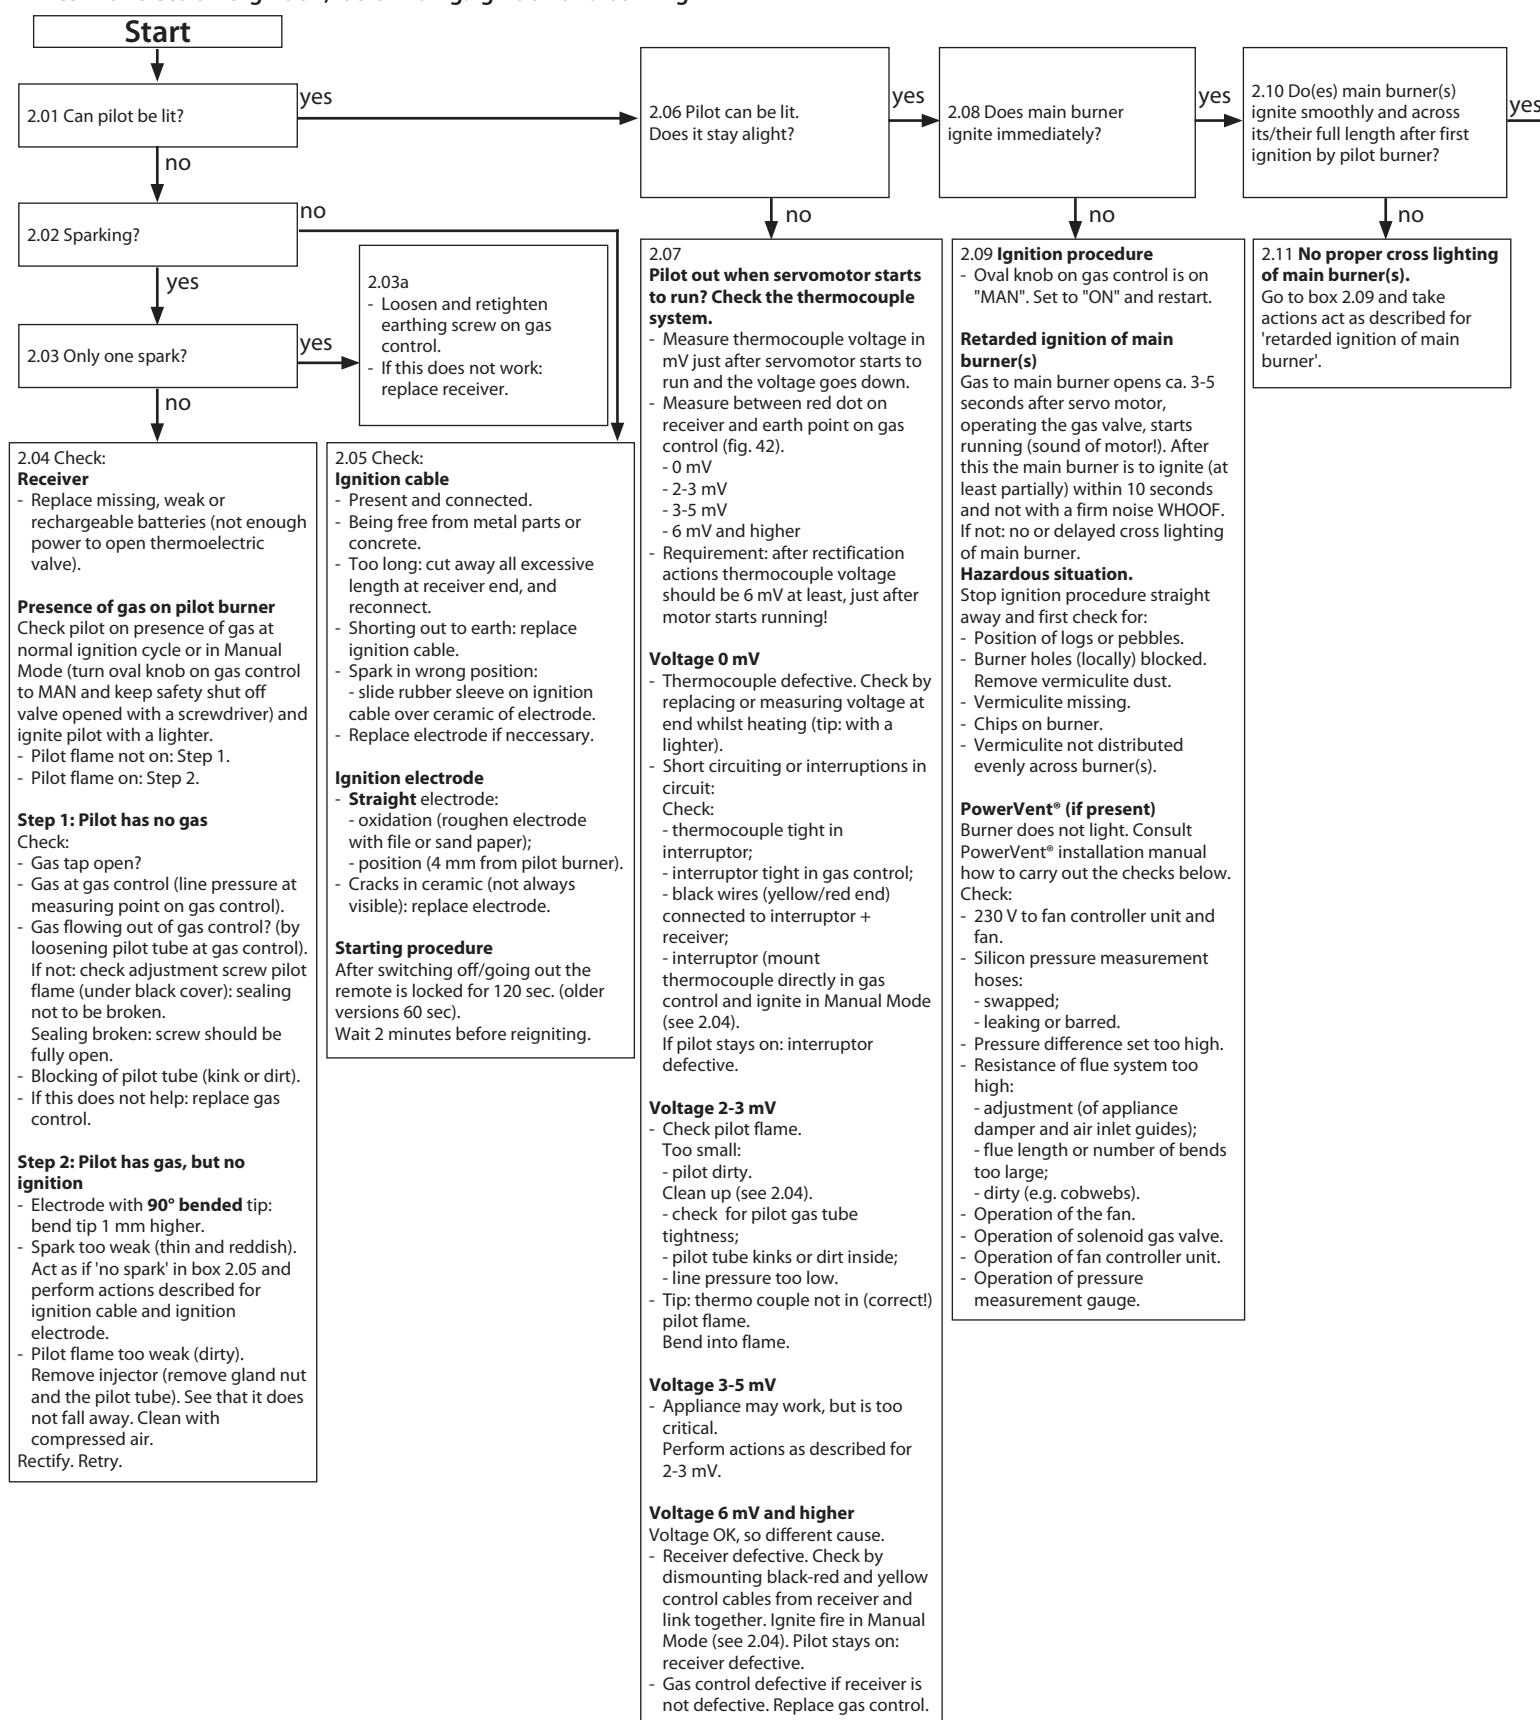 Start
2.01 Can pilot be lit?
yes
no
2.02 Sparking?
no
yes
2.03 Only one spark?
yes
no
2.03a
- Loosen and retighten
earthing screw on gas
control.
- If this does not work:
replace receiver.
2.04 Check:
Receiver
- Replace missing, weak or
rechargeable batteries (not enough
power to open thermoelectric
valve).
Presence of gas on pilot burner
Check pilot on presence of gas at
normal ignition cycle or in Manual
Mode (turn oval knob on gas control
to MAN and keep safety shut off
valve opened with a screwdriver) and
ignite pilot with a lighter.
- Pilot flame not on: Step 1.
- Pilot flame on: Step 2.
Step 1: Pilot has no gas
Check:
- Gas tap open?
- Gas at gas control (line pressure at
measuring point on gas control).
- Gas flowing out of gas control? (by
loosening pilot tube at gas control).
If not: check adjustment screw pilot
flame (under black cover): sealing
not to be broken.
Sealing broken: screw should be
fully open.
- Blocking of pilot tube (kink or dirt).
- If this does not help: replace gas
control.
Step 2: Pilot has gas, but no
ignition
- Electrode with 90° bended tip:
bend tip 1 mm higher.
- Spark too weak (thin and reddish).
Act as if 'no spark' in box 2.05 and
perform actions described for
ignition cable and ignition
electrode.
- Pilot flame too weak (dirty).
Remove injector (remove gland nut
and the pilot tube). See that it does
not fall away. Clean with
compressed air.
Rectify. Retry.
2.05 Check:
Ignition cable
- Present and connected.
- Being free from metal parts or
concrete.
- Too long: cut away all excessive
length at receiver end, and
reconnect.
- Shorting out to earth: replace
ignition cable.
- Spark in wrong position:
- slide rubber sleeve on ignition
cable over ceramic of electrode.
- Replace electrode if neccessary.
Ignition electrode
- Straight electrode:
- oxidation (roughen electrode
with file or sand paper);
- position (4 mm from pilot burner).
- Cracks in ceramic (not always
visible): replace electrode.
Starting procedure
After switching off/going out the
remote is locked for 120 sec. (older
versions 60 sec).
Wait 2 minutes before reigniting.
2.06 Pilot can be lit.
Does it stay alight?
yes
no
2.07
Pilot out when servomotor starts
to run? Check the thermocouple
system.
- Measure thermocouple voltage in
mV just after servomotor starts to
run and the voltage goes down.
- Measure between red dot on
receiver and earth point on gas
control (fig. 42).
- 0 mV
- 2-3 mV
- 3-5 mV
- 6 mV and higher
- Requirement: after rectification
actions thermocouple voltage
should be 6 mV at least, just after
motor starts running!
Voltage 0 mV
- Thermocouple defective. Check by
replacing or measuring voltage at
end whilst heating (tip: with a
lighter).
- Short circuiting or interruptions in
circuit:
Check:
- thermocouple tight in
interruptor;
- interruptor tight in gas control;
- black wires (yellow/red end)
connected to interruptor +
receiver;
- interruptor (mount
thermocouple directly in gas
control and ignite in Manual Mode
(see 2.04).
If pilot stays on: interruptor
defective.
Voltage 2-3 mV
- Check pilot flame.
Too small:
- pilot dirty.
Clean up (see 2.04).
- check for pilot gas tube
tightness;
- pilot tube kinks or dirt inside;
- line pressure too low.
- Tip: thermo couple not in (correct!)
pilot flame.
Bend into flame.
Voltage 3-5 mV
- Appliance may work, but is too
critical.
Perform actions as described for
2-3 mV.
Voltage 6 mV and higher
Voltage OK, so different cause.
- Receiver defective. Check by
dismounting black-red and yellow
control cables from receiver and
link together. Ignite fire in Manual
Mode (see 2.04). Pilot stays on:
receiver defective.
- Gas control defective if receiver is
not defective. Replace gas control.
2.08 Does main burner
ignite immediately?
yes
no
2.09 Ignition procedure
- Oval knob on gas control is on
"MAN". Set to "ON" and restart.
Retarded ignition of main
burner(s)
Gas to main burner opens ca. 3-5
seconds after servo motor,
operating the gas valve, starts
running (sound of motor!). After
this the main burner is to ignite (at
least partially) within 10 seconds
and not with a firm noise WHOOF.
If not: no or delayed cross lighting
of main burner.
Hazardous situation.
Stop ignition procedure straight
away and first check for:
- Position of logs or pebbles.
- Burner holes (locally) blocked.
Remove vermiculite dust.
- Vermiculite missing.
- Chips on burner.
- Vermiculite not distributed
evenly across burner(s).
PowerVent® (if present)
Burner does not light. Consult
PowerVent® installation manual
how to carry out the checks below.
Check:
- 230 V to fan controller unit and
fan.
- Silicon pressure measurement
hoses:
- swapped;
- leaking or barred.
- Pressure difference set too high.
- Resistance of flue system too
high:
- adjustment (of appliance
damper and air inlet guides);
- flue length or number of bends
too large;
- dirty (e.g. cobwebs).
- Operation of the fan.
- Operation of solenoid gas valve.
- Operation of fan controller unit.
- Operation of pressure
measurement gauge.
2.10 Do(es) main burner(s)
ignite smoothly and across
its/their full length after first
ignition by pilot burner?
yes
no
2.11 No proper cross lighting
of main burner(s).
Go to box 2.09 and take
actions act as described for
'retarded ignition of main
burner'.